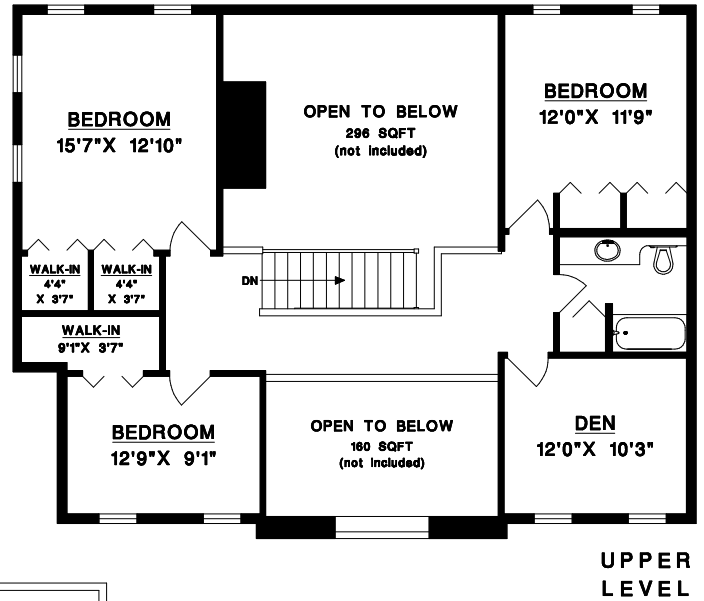 BEDROOM
15'7"X 12'10"
OPEN TO BELOW
296 SQFT
(not included)
BEDROOM
12'0"X 11'9"
WALK-IN
4'4"
X 3'7"
WALK-IN
4'4"
X 3'7"
DN
WALK-IN
9'1"X 3'7"
BEDROOM
12'9"X 9'1"
OPEN TO BELOW
160 SQFT
(not included)
DEN
12'0"X 10'3"
UPPER
LEVEL